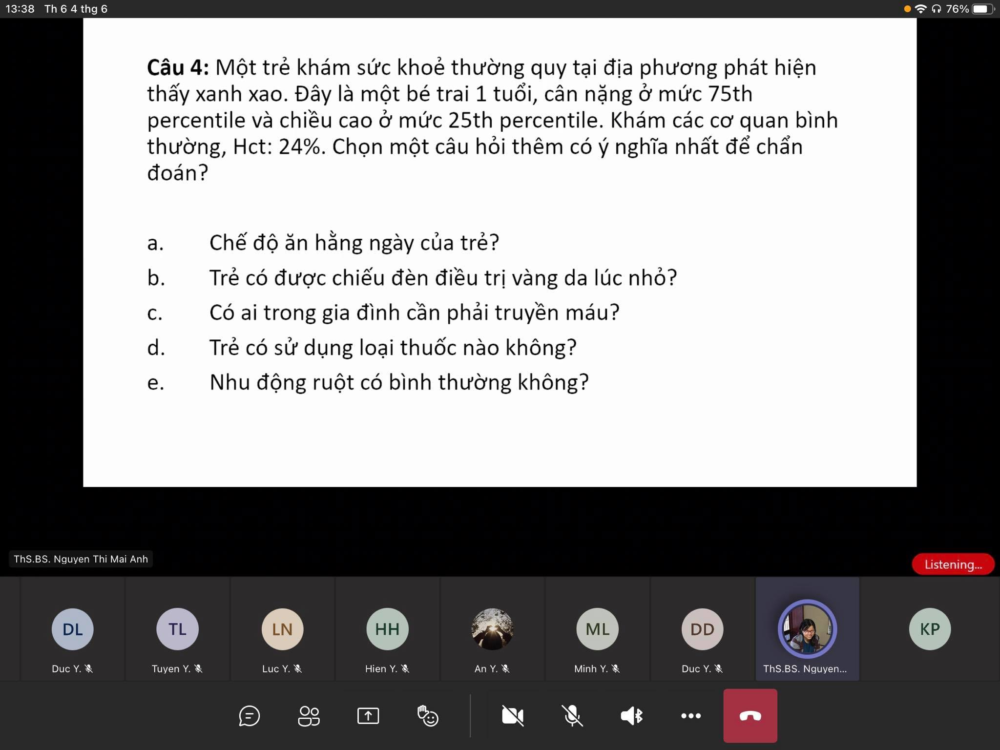 13:38 Th 6 4 thg 6 76%
Câu 4: Một trẻ khám sức khoẻ thường quy tại địa phương phát hiện
thấy xanh xao. Đây là một bé trai 1 tuổi, cân nặng ở mức 75th
percentile và chiều cao ở mức 25th percentile. Khám các cơ quan bình
thường, Hct: 24%. Chọn một câu hỏi thêm có ý nghĩa nhất để chẩn
đoán?
a. Chế độ ăn hằng ngày của trẻ?
b. Trẻ có được chiếu đèn điều trị vàng da lúc nhỏ?
c. Có ai trong gia đình cần phải truyền máu?
d. Trẻ có sử dụng loại thuốc nào không?
e. Nhu động ruột có bình thường không?
ThS.BS. Nguyen Thi Mai Anh
Listening...
DL TL LN HH ML DD KP
Duc Y. Tuyen Y. Luc Y. Hien Y. An Y. Minh Y. Duc Y. ThS.BS. Nguyen...